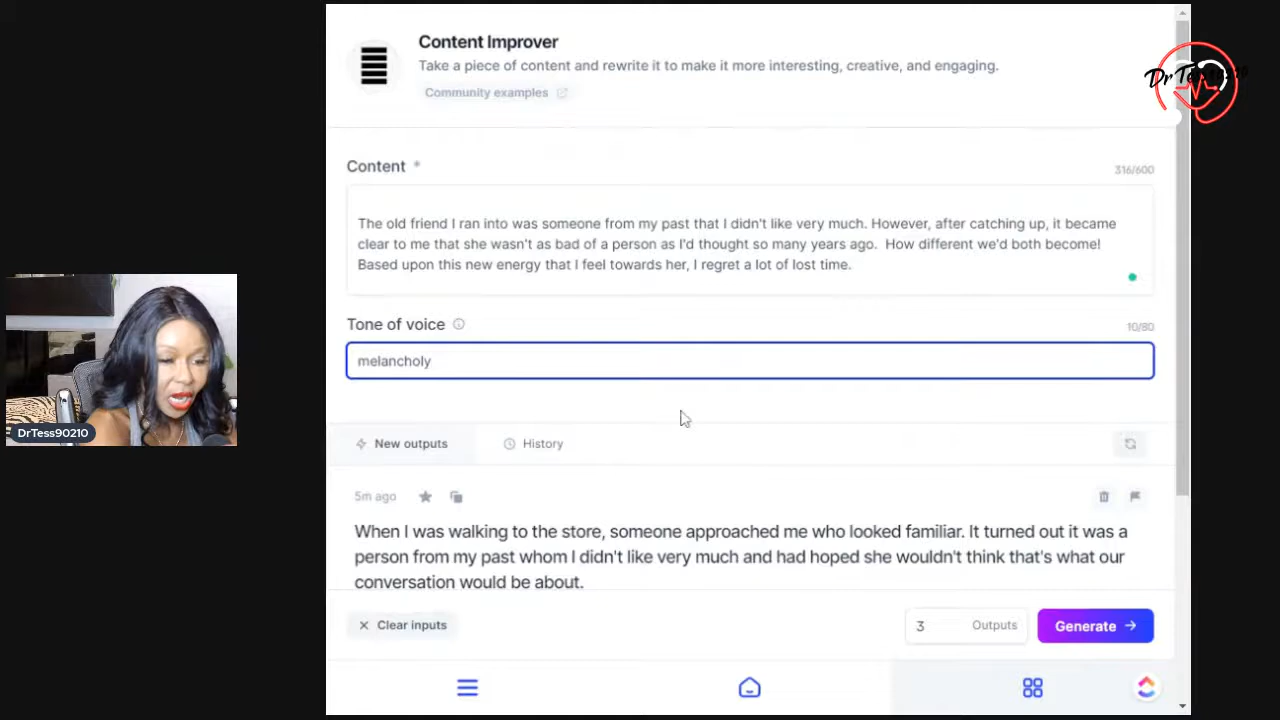 Content Improver
Take a piece of content and rewrite it to make it more interesting, creative, and engaging.
Community examples
Content *
316/600
The old friend I ran into was someone from my past that I didn't like very much. However, after catching up, it became
clear to me that she wasn't as bad of a person as I'd thought so many years ago.  How different we'd both become!
Based upon this new energy that I feel towards her, I regret a lot of lost time.
Tone of voice
10/80
melancholy
New outputs
History
5m ago
When I was walking to the store, someone approached me who looked familiar. It turned out it was a
person from my past whom I didn't like very much and had hoped she wouldn't think that's what our
conversation would be about.
Clear inputs
3 Outputs
Generate
DrTess90210